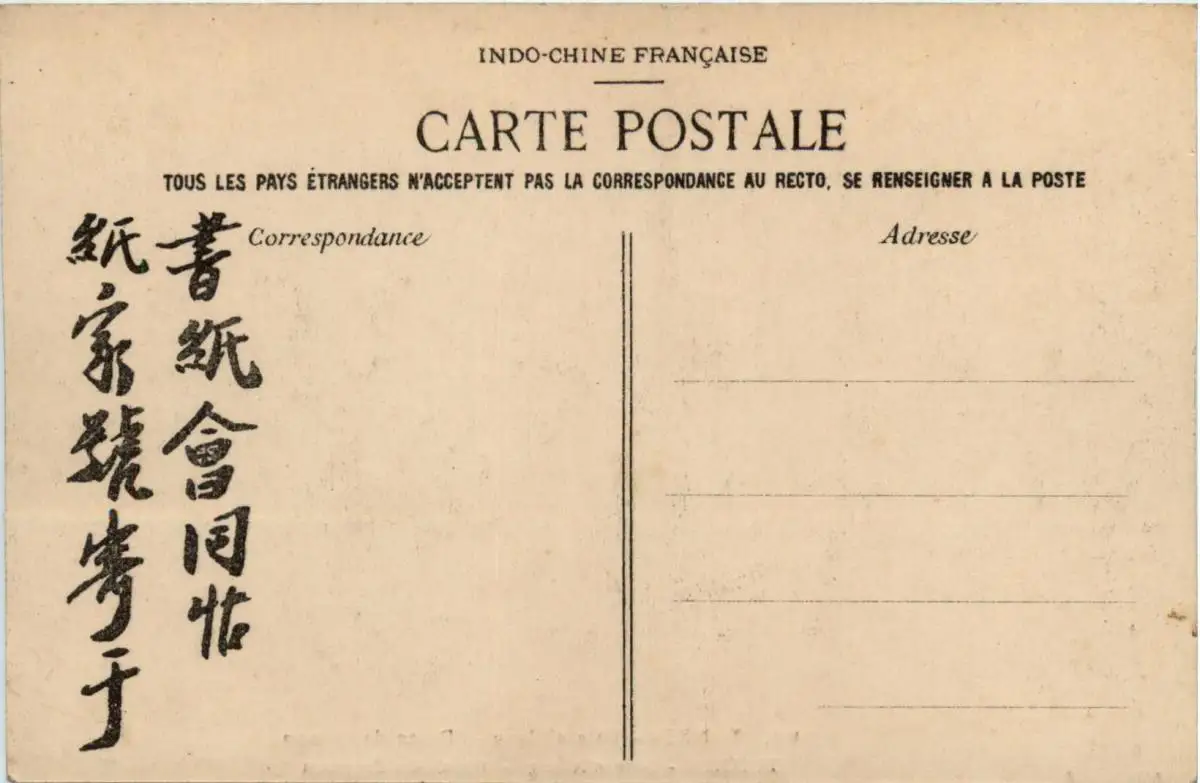 INDO-CHINE FRANÇAISE
CARTE POSTALE
TOUS LES PAYS ÉTRANGERS N'ACCEPTENT PAS LA CORRESPONDANCE AU RECTO, SE RENSEIGNER A LA POSTE
書紙會同帖
紙家號寄于
Correspondance
Adresse